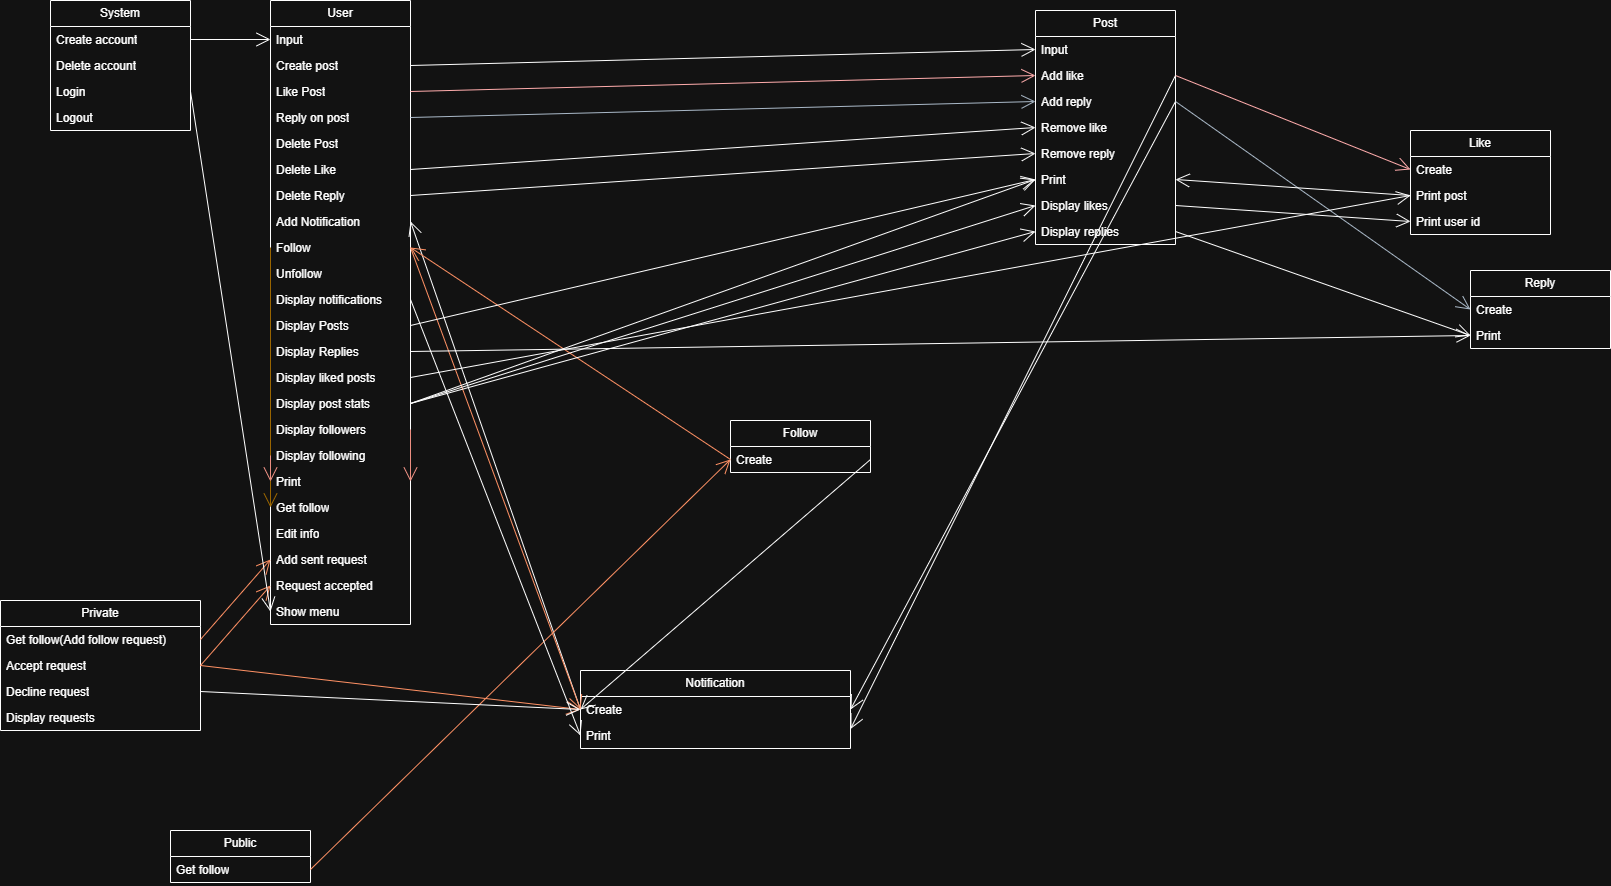 System
Create account
Delete account
Login
Logout
User
Input
Create post
Like Post
Reply on post
Delete Post
Delete Like
Delete Reply
Add Notification
Follow
Unfollow
Display notifications
Display Posts
Display Replies
Display liked posts
Display post stats
Display followers
Display following
Print
Get follow
Edit info
Add sent request
Request accepted
Show menu
Post
Input
Add like
Add reply
Remove like
Remove reply
Print
Display likes
Display replies
Like
Create
Print post
Print user id
Reply
Create
Print
Follow
Create
Private
Get follow(Add follow request)
Accept request
Decline request
Display requests
Notification
Create
Print
Public
Get follow